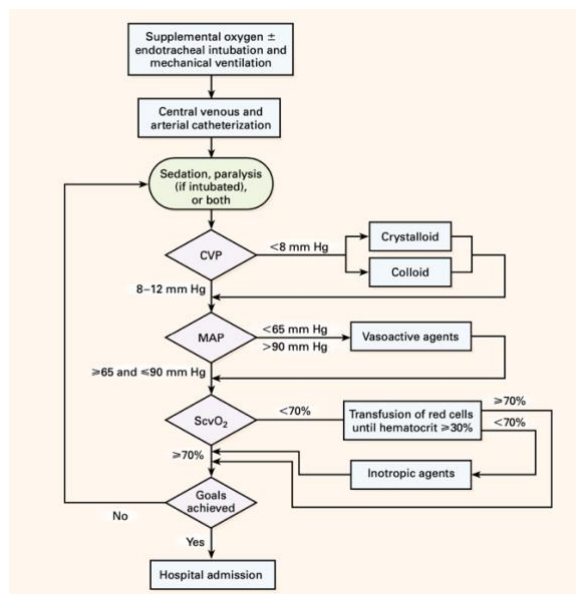 Supplemental oxygen ±
endotracheal intubation and
mechanical ventilation
Central venous and
arterial catheterization
Sedation, paralysis
(if intubated),
or both
CVP
<8 mm Hg
Crystalloid
Colloid
8–12 mm Hg
MAP
<65 mm Hg
>90 mm Hg
Vasoactive agents
≥65 and ≤90 mm Hg
ScvO₂
<70%
Transfusion of red cells
until hematocrit ≥30%
≥70%
<70%
≥70%
Inotropic agents
Goals
achieved
No
Yes
Hospital admission